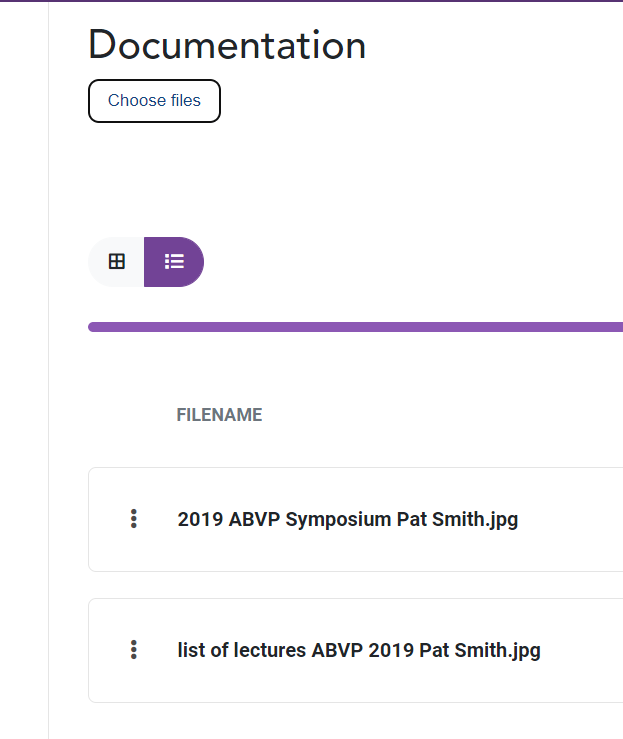 Documentation
Choose files
FILENAME
2019 ABVP Symposium Pat Smith.jpg
list of lectures ABVP 2019 Pat Smith.jpg